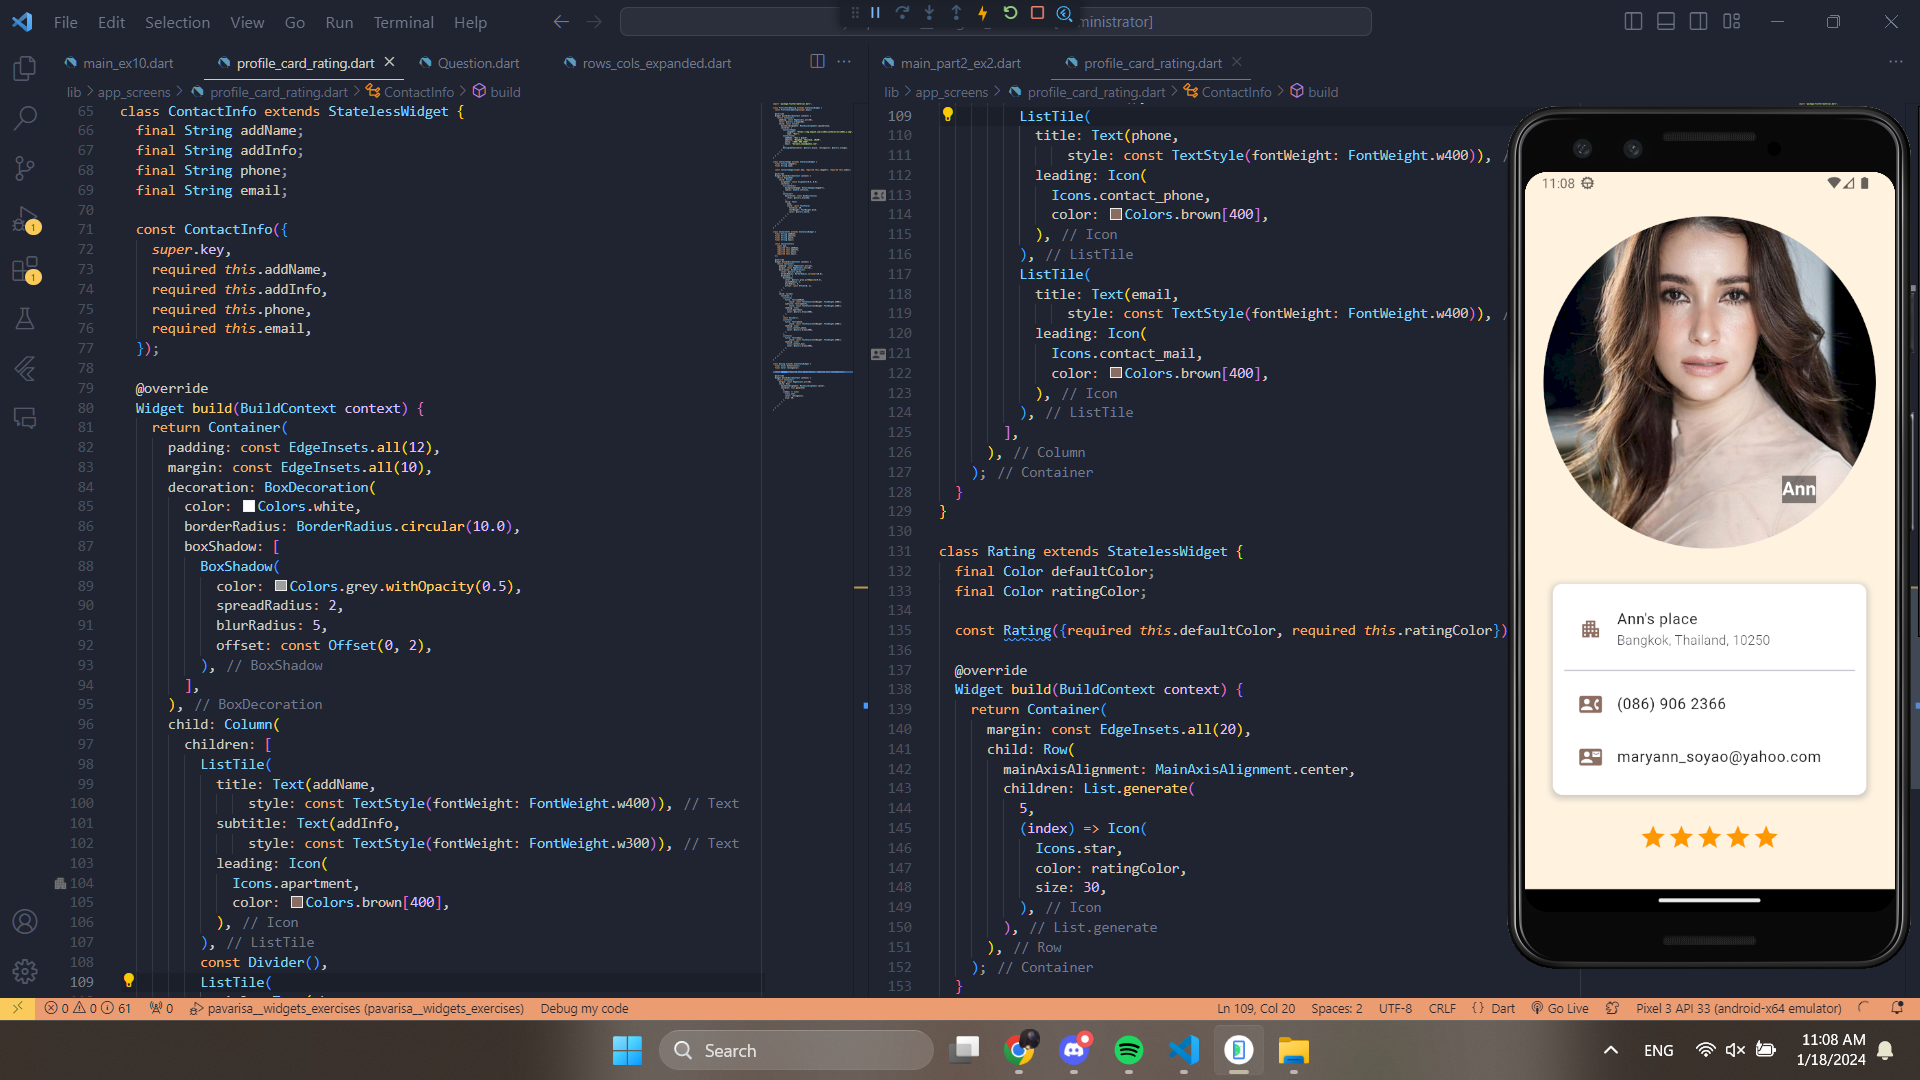 File Edit Selection View Go Run Terminal Help
ministrator]
main_ex10.dart profile_card_rating.dart Question.dart rows_cols_expanded.dart
lib > app_screens > profile_card_rating.dart > ContactInfo > build
65 class ContactInfo extends StatelessWidget {
66 final String addName;
67 final String addInfo;
68 final String phone;
69 final String email;
70
71 const ContactInfo({
72 super.key,
73 required this.addName,
74 required this.addInfo,
75 required this.phone,
76 required this.email,
77 });
78
79 @override
80 Widget build(BuildContext context) {
81 return Container(
82 padding: const EdgeInsets.all(12),
83 margin: const EdgeInsets.all(10),
84 decoration: BoxDecoration(
85 color: Colors.white,
86 borderRadius: BorderRadius.circular(10.0),
87 boxShadow: [
88 BoxShadow(
89 color: Colors.grey.withOpacity(0.5),
90 spreadRadius: 2,
91 blurRadius: 5,
92 offset: const Offset(0, 2),
93 ), // BoxShadow
94 ],
95 ), // BoxDecoration
96 child: Column(
97 children: [
98 ListTile(
99 title: Text(addName,
100 style: const TextStyle(fontWeight: FontWeight.w400)), // Text
101 subtitle: Text(addInfo,
102 style: const TextStyle(fontWeight: FontWeight.w300)), // Text
103 leading: Icon(
104 Icons.apartment,
105 color: Colors.brown[400],
106 ), // Icon
107 ), // ListTile
108 const Divider(),
109 ListTile(
main_part2_ex2.dart profile_card_rating.dart
lib > app_screens > profile_card_rating.dart > ContactInfo > build
109 ListTile(
110 title: Text(phone,
111 style: const TextStyle(fontWeight: FontWeight.w400)), /
112 leading: Icon(
113 Icons.contact_phone,
114 color: Colors.brown[400],
115 ), // Icon
116 ), // ListTile
117 ListTile(
118 title: Text(email,
119 style: const TextStyle(fontWeight: FontWeight.w400)), /
120 leading: Icon(
121 Icons.contact_mail,
122 color: Colors.brown[400],
123 ), // Icon
124 ), // ListTile
125 ],
126 ), // Column
127 ); // Container
128 }
129 }
130
131 class Rating extends StatelessWidget {
132 final Color defaultColor;
133 final Color ratingColor;
134
135 const Rating({required this.defaultColor, required this.ratingColor})
136
137 @override
138 Widget build(BuildContext context) {
139 return Container(
140 margin: const EdgeInsets.all(20),
141 child: Row(
142 mainAxisAlignment: MainAxisAlignment.center,
143 children: List.generate(
144 5,
145 (index) => Icon(
146 Icons.star,
147 color: ratingColor,
148 size: 30,
149 ), // Icon
150 ), // List.generate
151 ), // Row
152 ); // Container
153 }
11:08
Ann
Ann's place
Bangkok, Thailand, 10250
(086) 906 2366
maryann_soyao@yahoo.com
0 0 61 0 pavarisa__widgets_exercises (pavarisa__widgets_exercises) Debug my code Ln 109, Col 20 Spaces: 2 UTF-8 CRLF { } Dart Go Live Pixel 3 API 33 (android-x64 emulator)
Search ENG 11:08 AM
1/18/2024